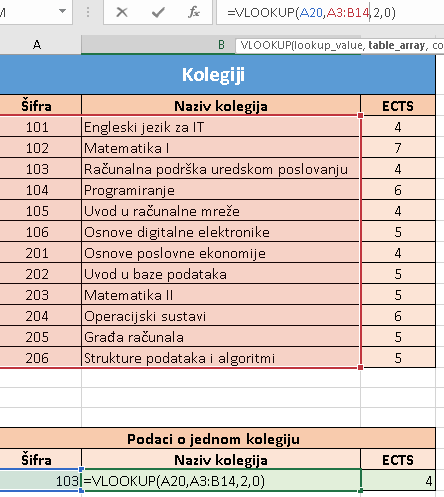 M =VLOOKUP(A20,A3:B14,2,0)
A B VLOOKUP(lookup_value, table_array, co
Kolegiji
Šifra Naziv kolegija ECTS
101 Engleski jezik za IT 4
102 Matematika I 7
103 Računalna podrška uredskom poslovanju 4
104 Programiranje 6
105 Uvod u računalne mreže 4
106 Osnove digitalne elektronike 5
201 Osnove poslovne ekonomije 4
202 Uvod u baze podataka 5
203 Matematika II 5
204 Operacijski sustavi 6
205 Građa računala 5
206 Strukture podataka i algoritmi 5
Podaci o jednom kolegiju
Šifra Naziv kolegija ECTS
103 =VLOOKUP(A20,A3:B14,2,0) 4